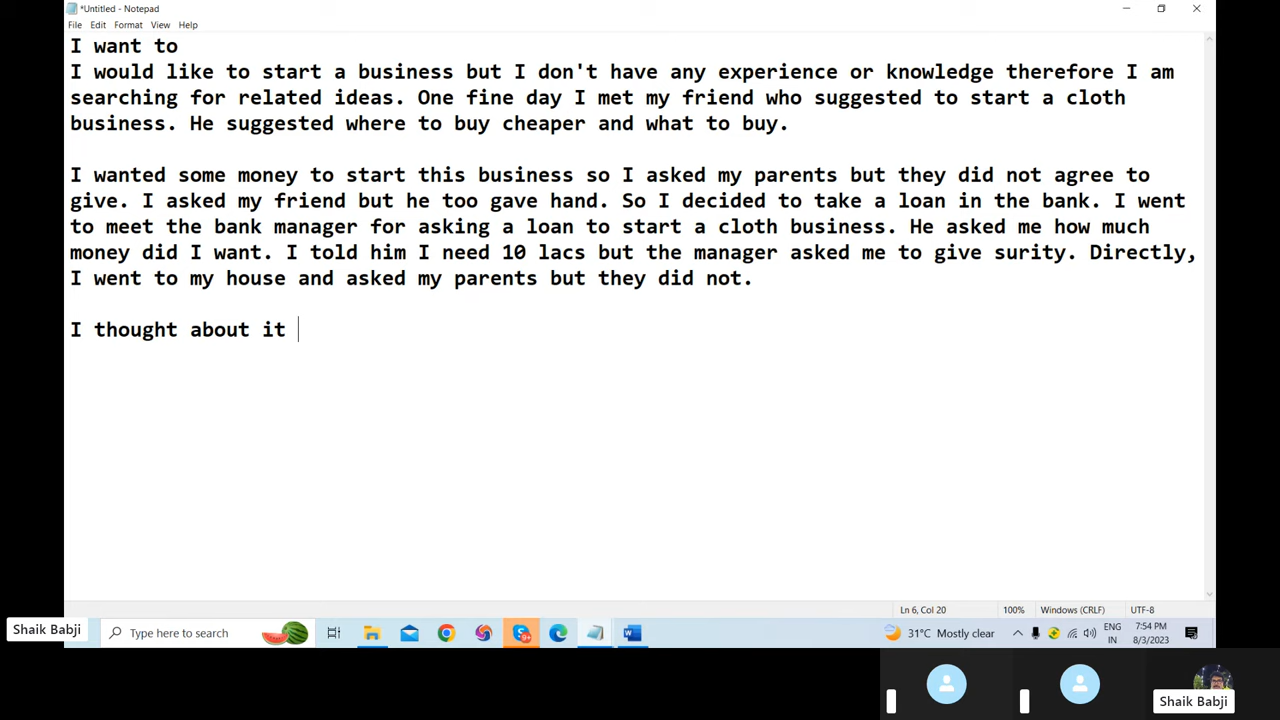 *Untitled - Notepad
File Edit Format View Help
I want to
I would like to start a business but I don't have any experience or knowledge therefore I am
searching for related ideas. One fine day I met my friend who suggested to start a cloth
business. He suggested where to buy cheaper and what to buy.
I wanted some money to start this business so I asked my parents but they did not agree to
give. I asked my friend but he too gave hand. So I decided to take a loan in the bank. I went
to meet the bank manager for asking a loan to start a cloth business. He asked me how much
money did I want. I told him I need 10 lacs but the manager asked me to give surity. Directly,
I went to my house and asked my parents but they did not.
I thought about it
Ln 6, Col 20 100% Windows (CRLF) UTF-8
Shaik Babji
Type here to search
31°C Mostly clear
ENG
IN
7:54 PM
8/3/2023
Shaik Babji